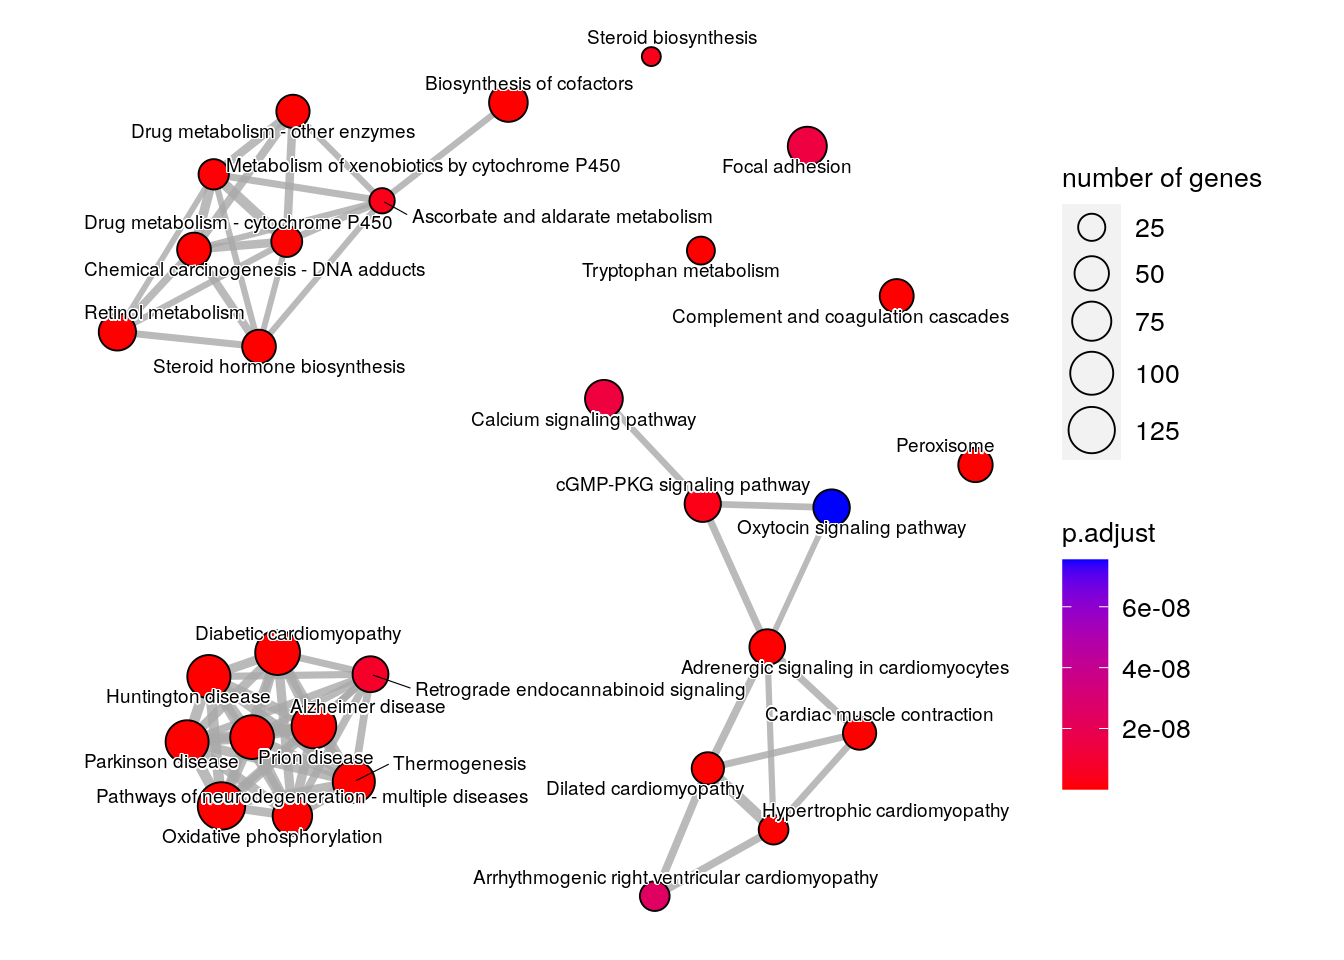 Steroid biosynthesis
Biosynthesis of cofactors
Drug metabolism - other enzymes
Metabolism of xenobiotics by cytochrome P450
Focal adhesion
Ascorbate and aldarate metabolism
Drug metabolism - cytochrome P450
Chemical carcinogenesis - DNA adducts
Tryptophan metabolism
Retinol metabolism
Complement and coagulation cascades
Steroid hormone biosynthesis
Calcium signaling pathway
Peroxisome
cGMP-PKG signaling pathway
Oxytocin signaling pathway
Diabetic cardiomyopathy
Adrenergic signaling in cardiomyocytes
Retrograde endocannabinoid signaling
Huntington disease
Alzheimer disease
Cardiac muscle contraction
Prion disease
Parkinson disease
Thermogenesis
Dilated cardiomyopathy
Pathways of neurodegeneration - multiple diseases
Hypertrophic cardiomyopathy
Oxidative phosphorylation
Arrhythmogenic right ventricular cardiomyopathy
number of genes
25
50
75
100
125
p.adjust
6e-08
4e-08
2e-08